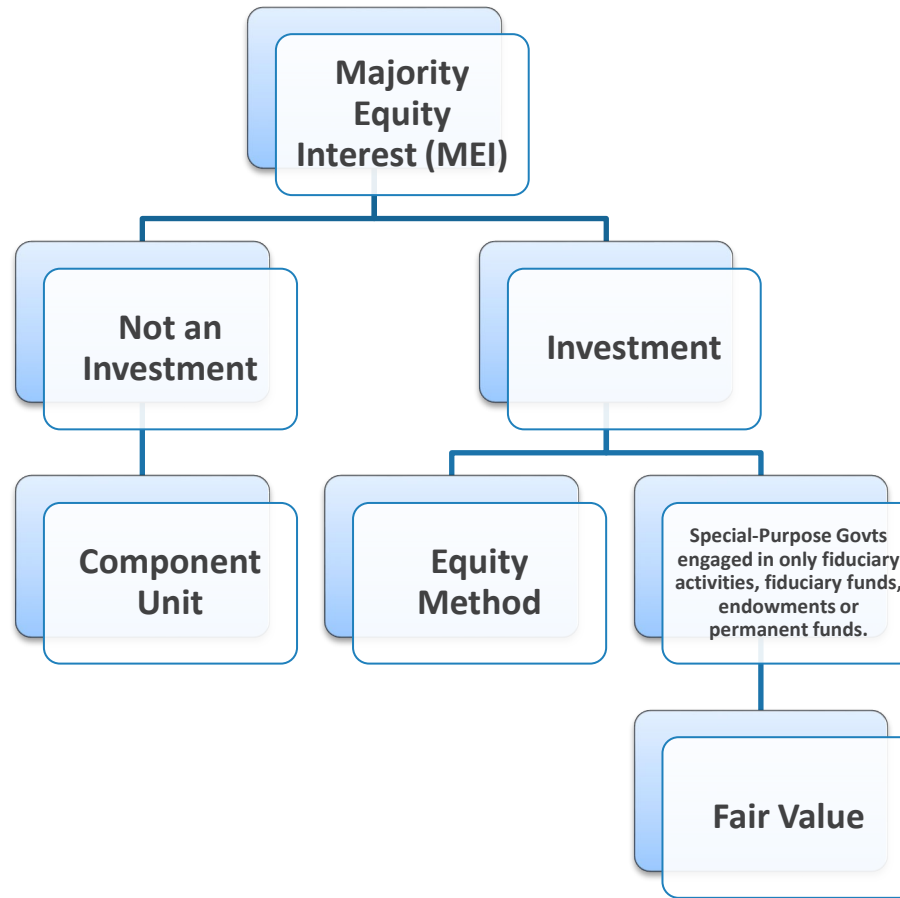 Majority
Equity
Interest (MEI)
Not an
Investment
Investment
Component
Unit
Equity
Method
Special-Purpose Govts
engaged in only fiduciary
activities, fiduciary funds,
endowments or
permanent funds.
Fair Value